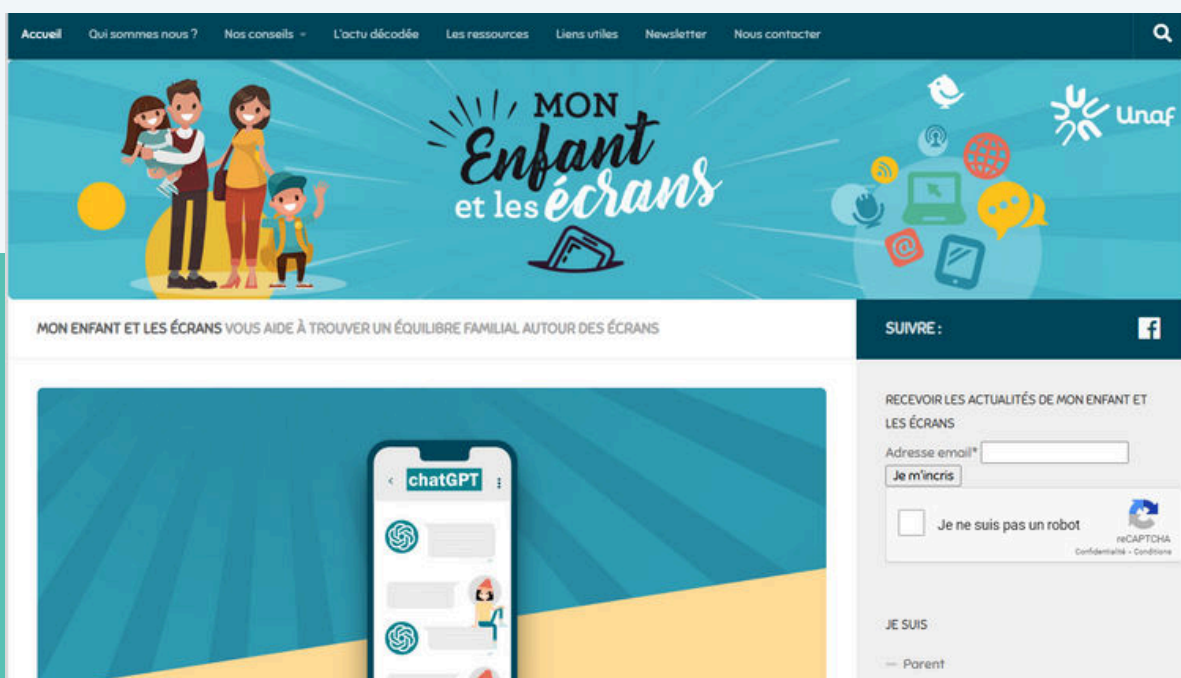 Accueil Qui sommes nous ? Nos conseils L'actu décodée Les ressources Liens utiles Newsletter Nous contacter
MON
Enfant
et les écrans
Unaf
MON ENFANT ET LES ÉCRANS VOUS AIDE À TROUVER UN ÉQUILIBRE FAMILIAL AUTOUR DES ÉCRANS
SUIVRE :
chatGPT
RECEVOIR LES ACTUALITÉS DE MON ENFANT ET
LES ÉCRANS
Adresse email*
Je m'incris
Je ne suis pas un robot
reCAPTCHA
Confidentialité - Conditions
JE SUIS
— Parent